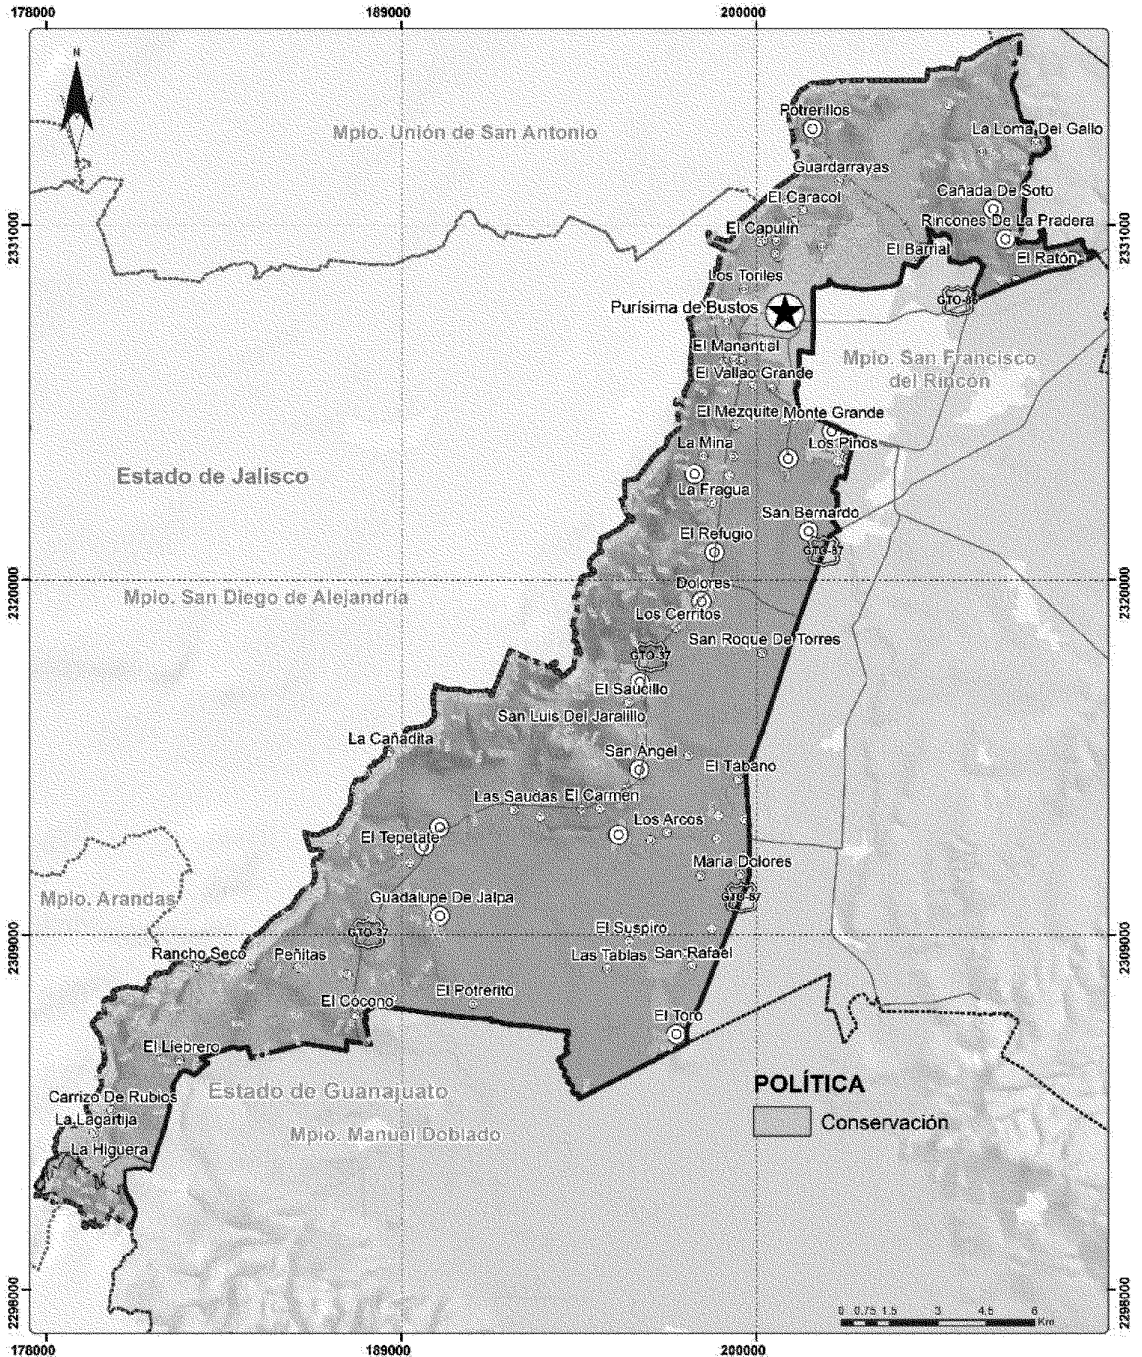 178000
189000
200000
N
Mpio. Unión de San Antonio
Potrerillos
La Loma Del Gallo
Guardarrayas
Cañada De Soto
El Caracol
2331000
Rincones De La Pradera
2331000
El Capulín
El Barrial
El Ratón
Los Toriles
Purísima de Bustos
El Manantial
Mpio. San Francisco
del Rincón
El Vallao Grande
El Mezquite
Monte Grande
La Mina
Los Pinos
Estado de Jalisco
La Fragua
San Bernardo
El Refugio
GTO-87
2320000
Dolores
2320000
Mpio. San Diego de Alejandría
Los Cerritos
San Roque De Torres
GTO-37
El Saucillo
San Luis Del Jaralillo
La Cañadita
San Ángel
El Tábano
Las Saudas
El Carmen
Los Arcos
El Tepetate
Maria Dolores
Mpio. Arandas
Guadalupe De Jalpa
GTO-87
El Suspiro
GTO-37
2309000
2309000
Rancho Seco
Peñitas
Las Tablas
San Rafael
El Cócono
El Potrerito
El Toro
El Liebrero
POLÍTICA
Estado de Guanajuato
Carrizo De Rubios
Conservación
La Lagartija
Mpio. Manuel Doblado
La Higuera
2298000
2298000
0 0.75 1.5 3 4.5 6
Km
178000
189000
200000